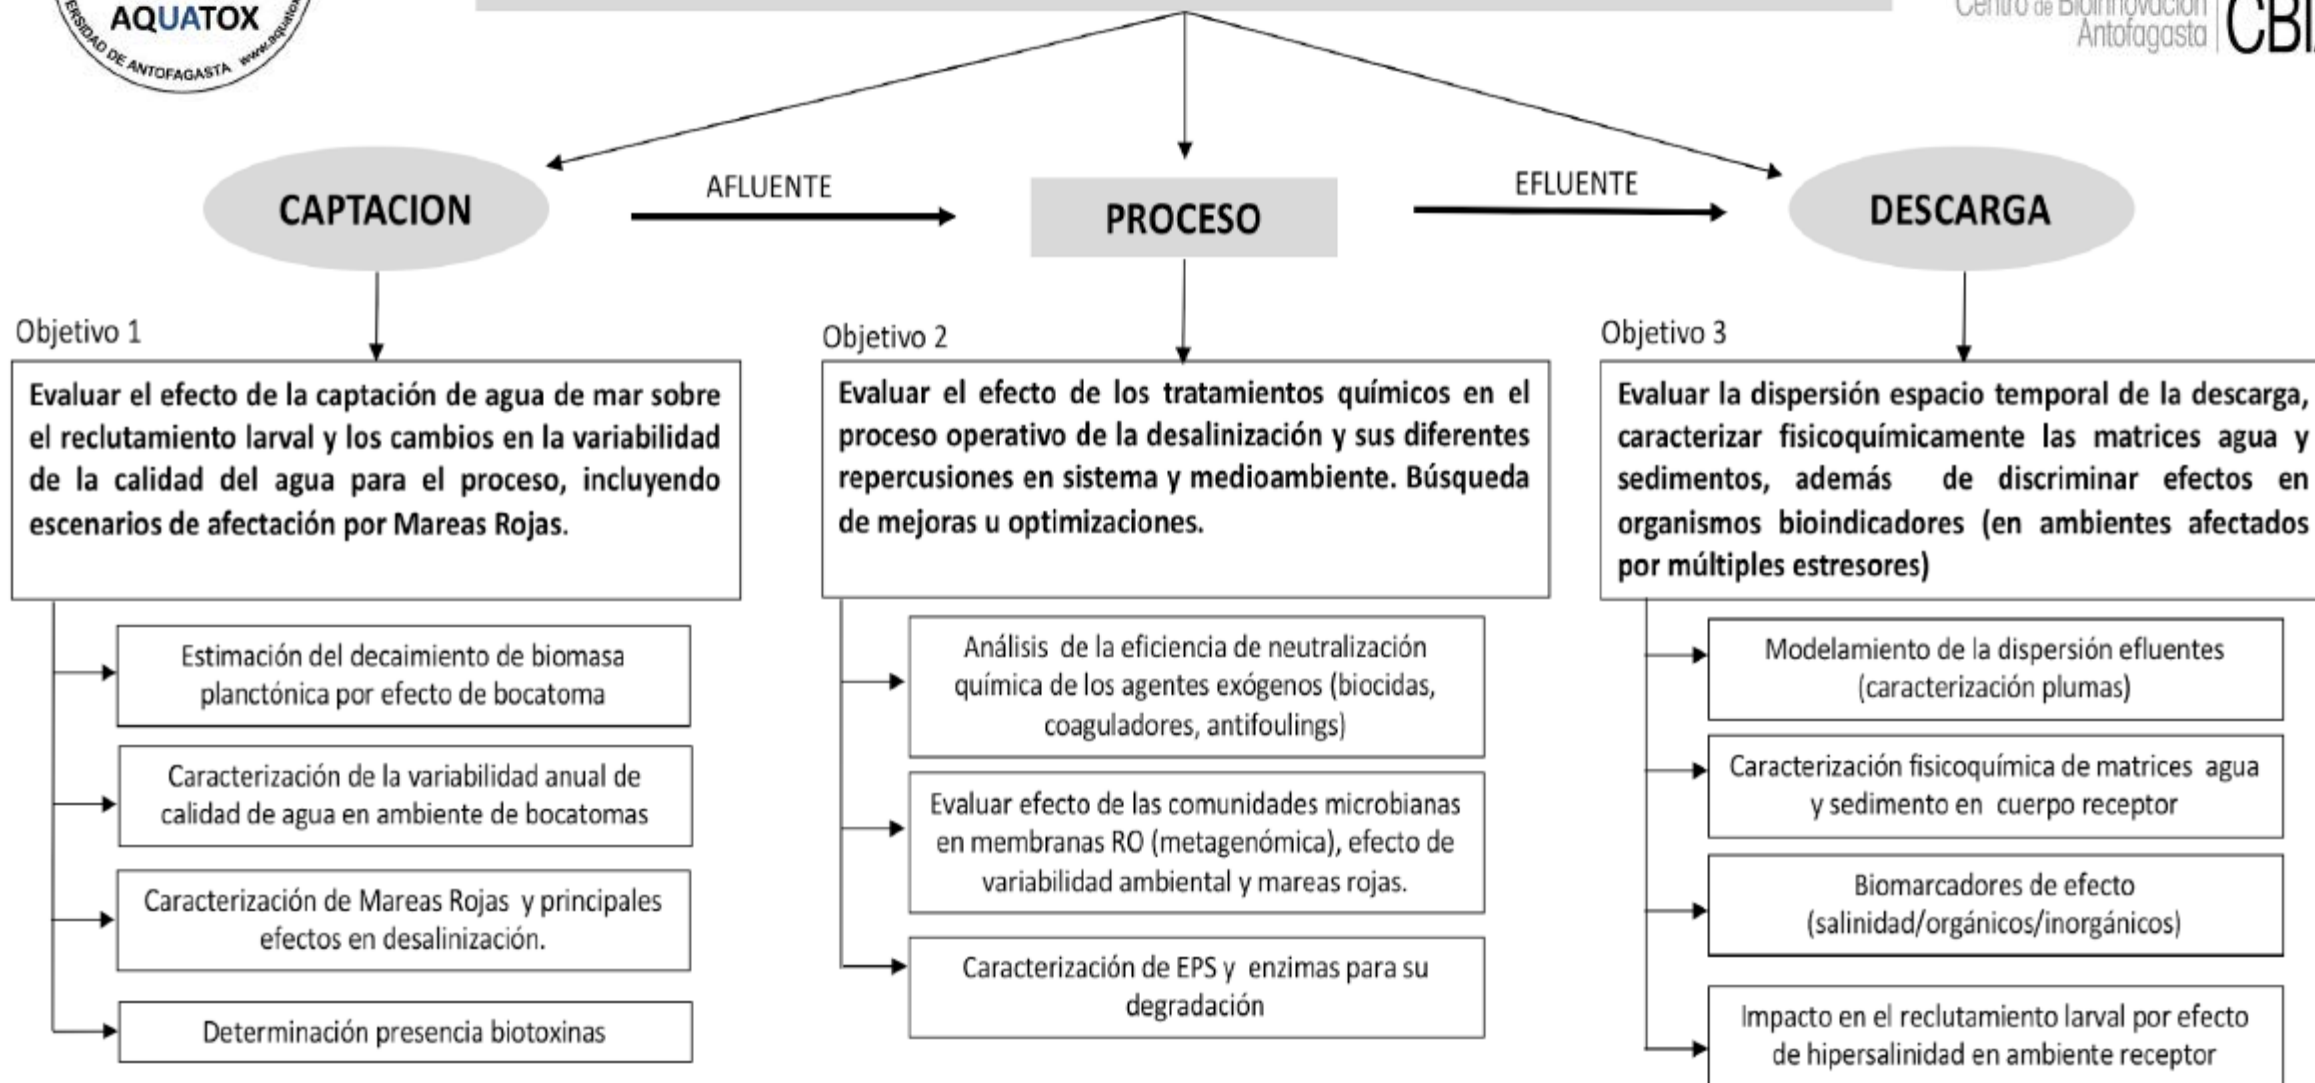 AQUATOX
DE ANTOFAGASTA
Centro de Bioinnovación
Antofagasta
AFLUENTE
EFLUENTE
CAPTACION
PROCESO
DESCARGA
Objetivo 1
Evaluar el efecto de la captación de agua de mar sobre
el reclutamiento larval y los cambios en la variabilidad
de la calidad del agua para el proceso, incluyendo
escenarios de afectación por Mareas Rojas.
Estimación del decaimiento de biomasa
planctónica por efecto de bocatoma
Caracterización de la variabilidad anual de
calidad de agua en ambiente de bocatomas
Caracterización de Mareas Rojas y principales
efectos en desalinización.
Determinación presencia biotoxinas
Objetivo 2
Evaluar el efecto de los tratamientos químicos en el
proceso operativo de la desalinización y sus diferentes
repercusiones en sistema y medioambiente. Búsqueda
de mejoras u optimizaciones.
Análisis de la eficiencia de neutralización
química de los agentes exógenos (biocidas,
coaguladores, antifoulings)
Evaluar efecto de las comunidades microbianas
en membranas RO (metagenómica), efecto de
variabilidad ambiental y mareas rojas.
Caracterización de EPS y enzimas para su
degradación
Objetivo 3
Evaluar la dispersión espacio temporal de la descarga,
caracterizar fisicoquímicamente las matrices agua y
sedimentos, además de discriminar efectos en
organismos bioindicadores (en ambientes afectados
por múltiples estresores)
Modelamiento de la dispersión efluentes
(caracterización plumas)
Caracterización fisicoquímica de matrices agua
y sedimento en cuerpo receptor
Biomarcadores de efecto
(salinidad/orgánicos/inorgánicos)
Impacto en el reclutamiento larval por efecto
de hipersalinidad en ambiente receptor